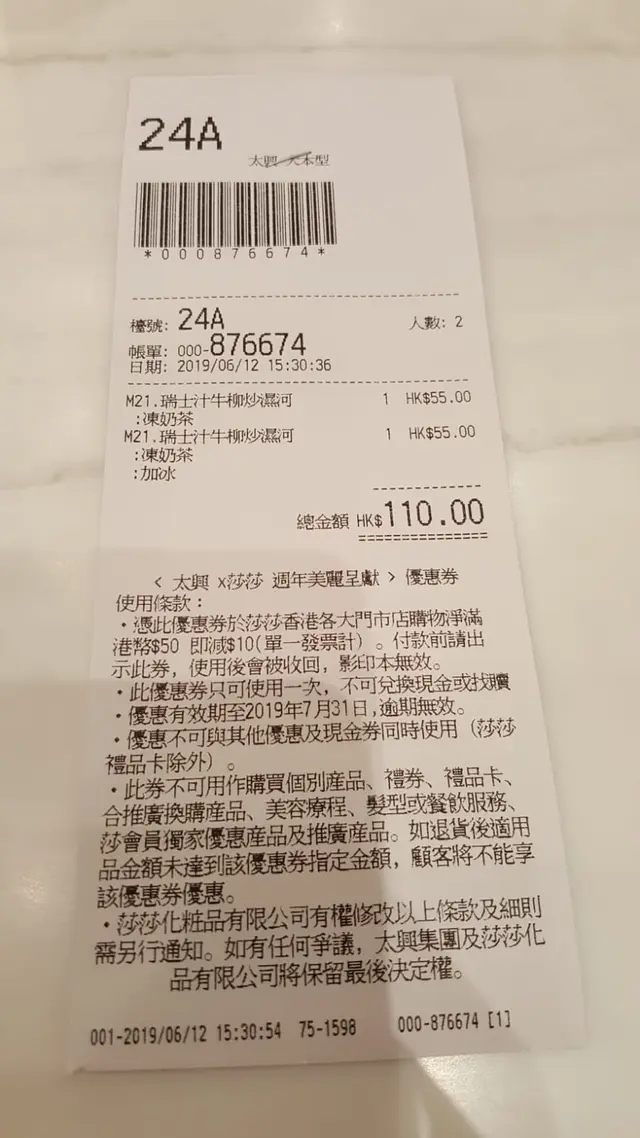 24A
太興
*000876674*
檯號: 24A 人數: 2
帳單: 000-876674
日期: 2019/06/12 15:30:36
M21.瑞士汁牛柳炒濕河 1 HK$55.00
:凍奶茶
M21.瑞士汁牛柳炒濕河 1 HK$55.00
:凍奶茶
:加冰
總金額 HK$110.00
< 太興 x莎莎 週年美麗呈獻 > 優惠券
使用條款:
・憑此優惠券於莎莎香港各大門市店購物淨滿
港幣$50 即減$10(單一發票計) 。付款前請出
示此券, 使用後會被收回, 影印本無效。
・此優惠券只可使用一次, 不可兌換現金或找贖
・優惠有效期至2019年7月31日,逾期無效。
・優惠不可與其他優惠及現金券同時使用 (莎莎
禮品卡除外) 。
・此券不可用作購買個別產品、禮券、禮品卡、
合推廣換購產品、美容療程、髮型或餐飲服務、
莎會員獨家優惠產品及推廣產品。如退貨後適用
品金額未達到該優惠券指定金額, 顧客將不能享
該優惠券優惠。
・莎莎化粧品有限公司有權修改以上條款及細則
需另行通知。如有任何爭議, 太興集團及莎莎化
品有限公司將保留最後決定權。
001-2019/06/12 15:30:54 75-1598 000-876674 [1]